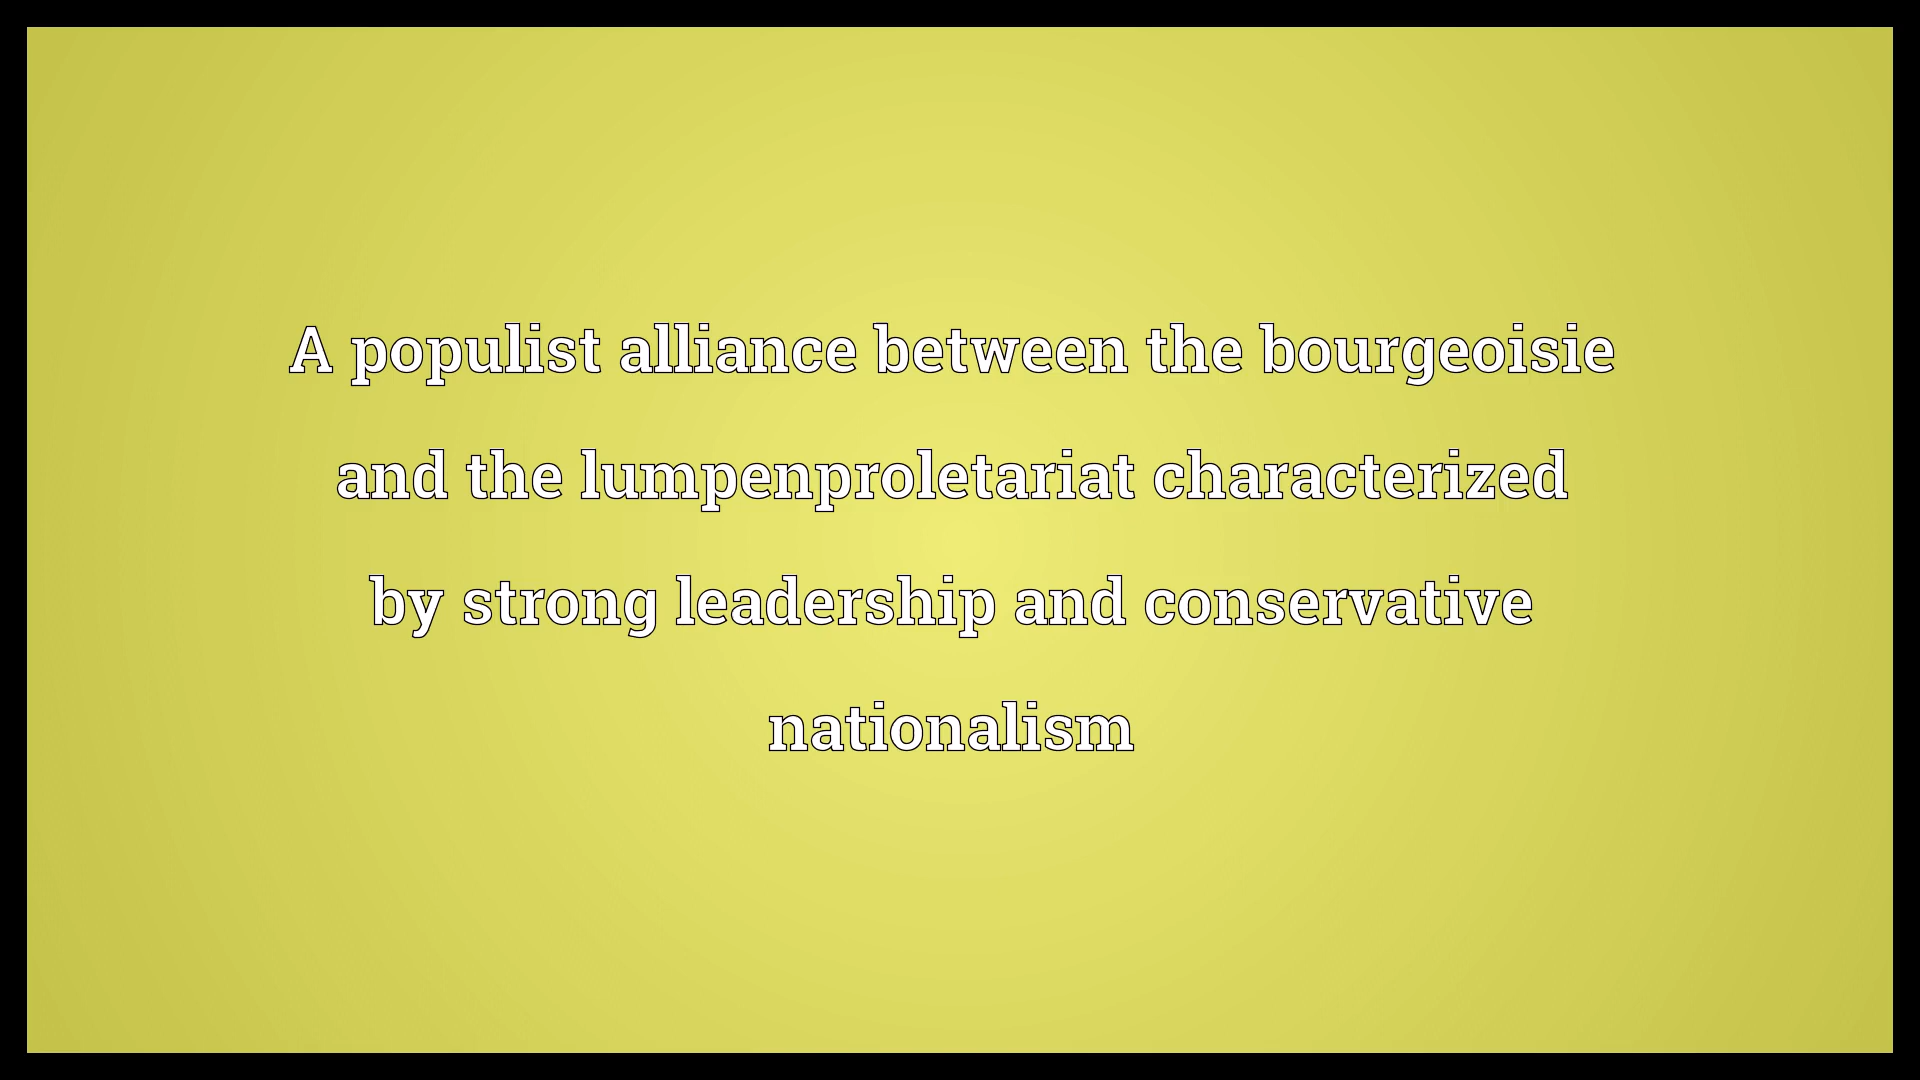 A populist alliance between the bourgeoisie
and the lumpenproletariat characterized
by strong leadership and conservative
nationalism